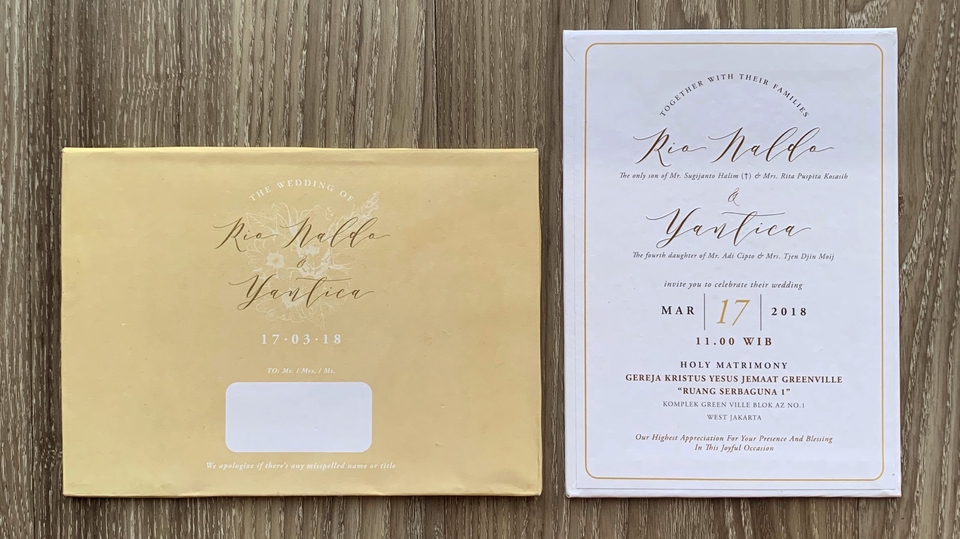 THE WEDDING OF
Rio Naldo
&
Yantica
17·03·18
TO: Mr. / Mrs. / Ms.
We apologize if there's any misspelled name or title
TOGETHER WITH THEIR FAMILIES
Rio Naldo
The only son of Mr. Sugijanto Halim (†) & Mrs. Rita Puspita Kosasih
&
Yantica
The fourth daughter of Mr. Adi Cipto & Mrs. Tjen Djin Moij
invite you to celebrate their wedding
MAR 17 2018
11.00 WIB
HOLY MATRIMONY
GEREJA KRISTUS YESUS JEMAAT GREENVILLE
“RUANG SERBAGUNA 1”
KOMPLEK GREEN VILLE BLOK AZ NO.1
WEST JAKARTA
Our Highest Appreciation For Your Presence And Blessing
In This Joyful Occasion